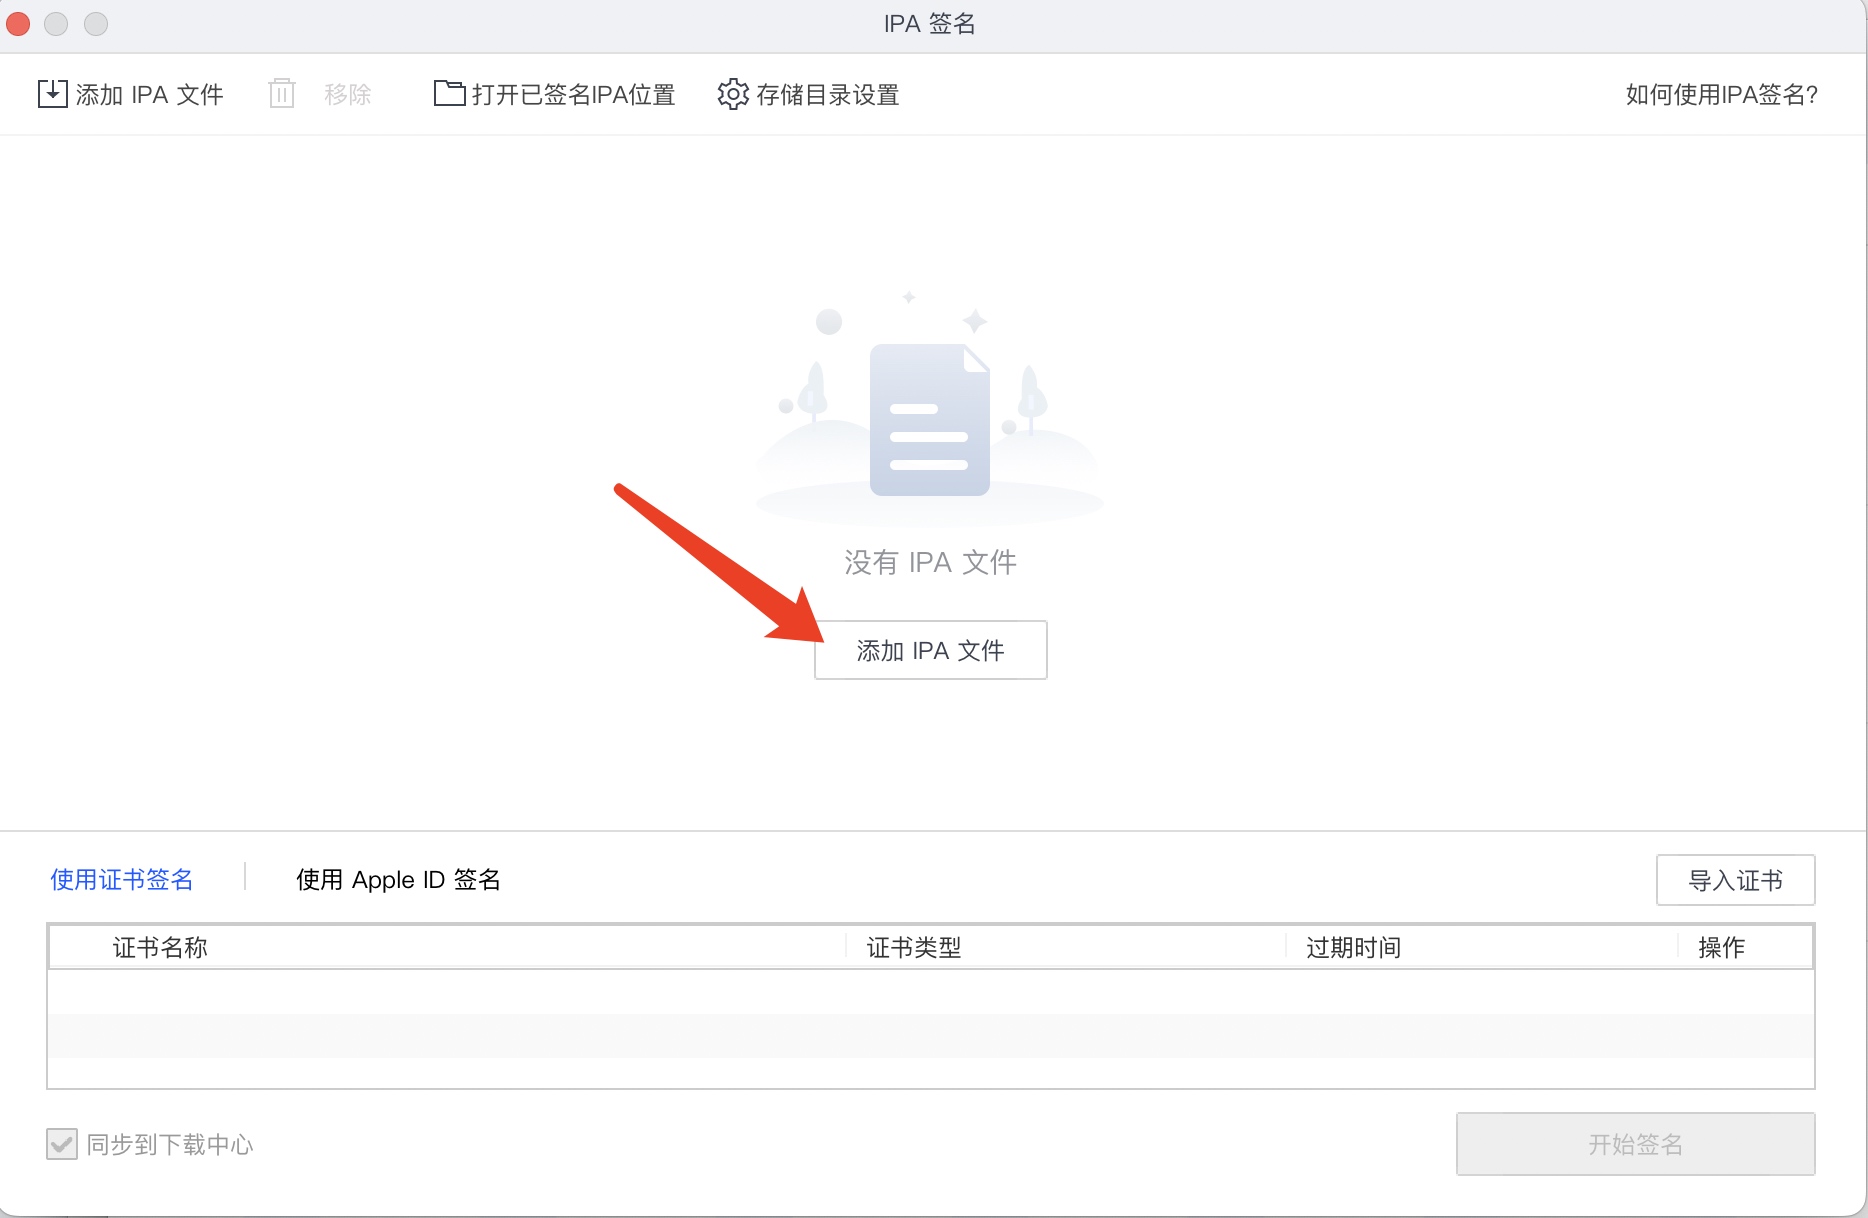 IPA 签名
添加 IPA 文件 移除 打开已签名IPA位置 存储目录设置 如何使用IPA签名?
没有 IPA 文件
添加 IPA 文件
使用证书签名 使用 Apple ID 签名 导入证书
证书名称 证书类型 过期时间 操作
同步到下载中心 开始签名